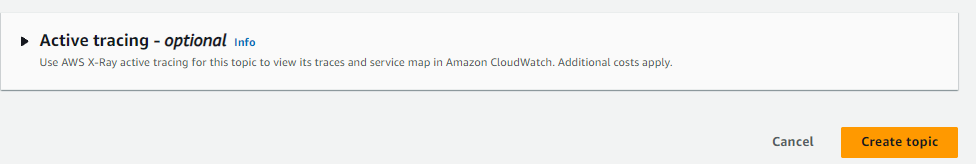 Active tracing - optional Info
Use AWS X-Ray active tracing for this topic to view its traces and service map in Amazon CloudWatch. Additional costs apply.
Cancel Create topic